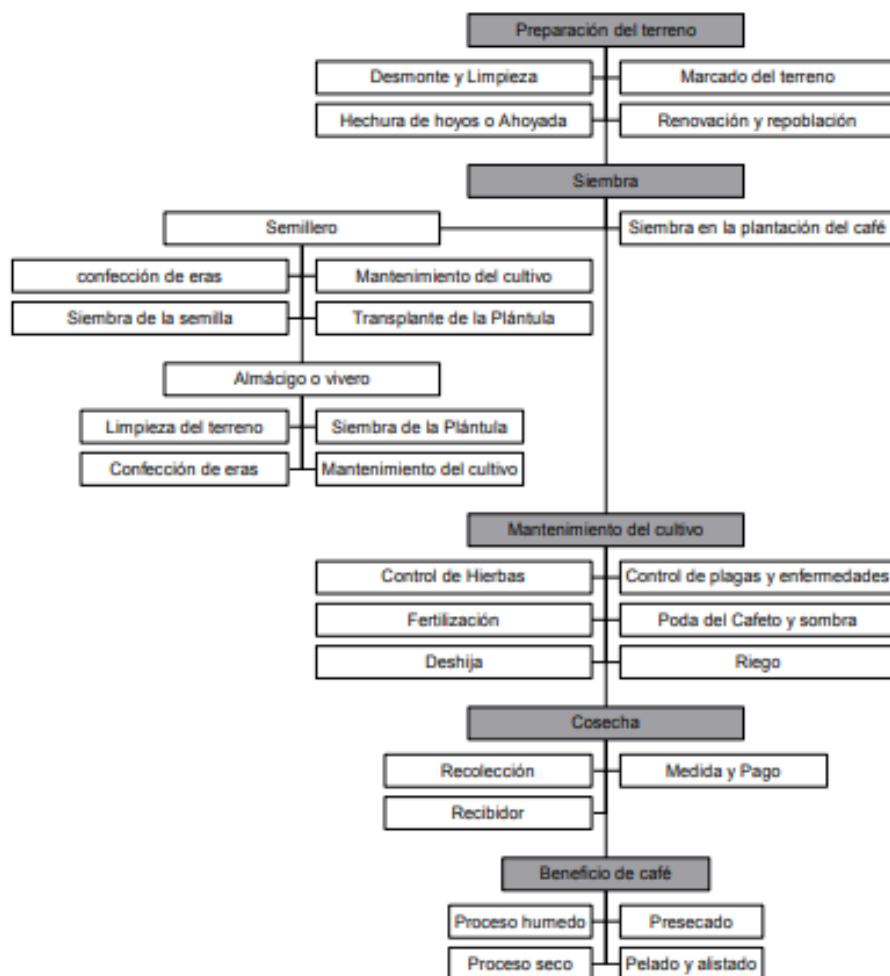 Preparación del terreno
Desmonte y Limpieza
Marcado del terreno
Hechura de hoyos o Ahoyada
Renovación y repoblación
Siembra
Semillero
Siembra en la plantación del café
confección de eras
Mantenimiento del cultivo
Siembra de la semilla
Transplante de la Plántula
Almácigo o vivero
Limpieza del terreno
Siembra de la Plántula
Confección de eras
Mantenimiento del cultivo
Mantenimiento del cultivo
Control de Hierbas
Control de plagas y enfermedades
Fertilización
Poda del Cafeto y sombra
Deshija
Riego
Cosecha
Recolección
Medida y Pago
Recibidor
Beneficio de café
Proceso humedo
Presecado
Proceso seco
Pelado y alistado